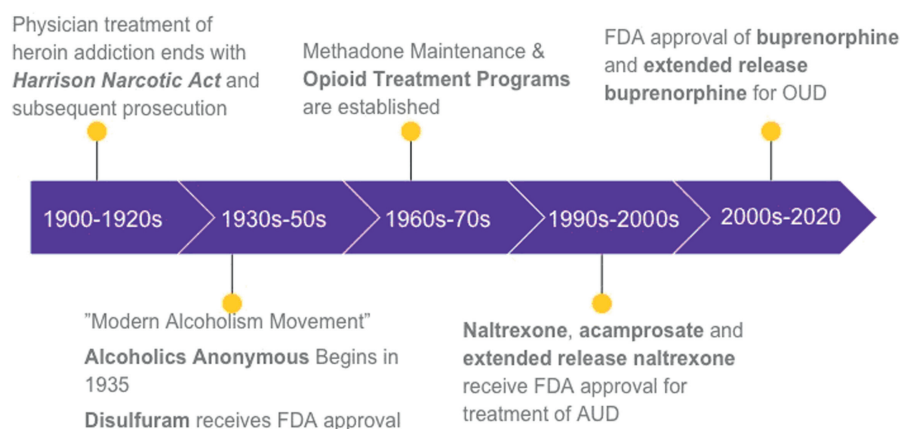 Physician treatment of
heroin addiction ends with
Harrison Narcotic Act and
subsequent prosecution
Methadone Maintenance &
Opioid Treatment Programs
are established
FDA approval of buprenorphine
and extended release
buprenorphine for OUD
1900-1920s
1930s-50s
1960s-70s
1990s-2000s
2000s-2020
”Modern Alcoholism Movement”
Alcoholics Anonymous Begins in
1935
Disulfuram receives FDA approval
Naltrexone, acamprosate and
extended release naltrexone
receive FDA approval for
treatment of AUD